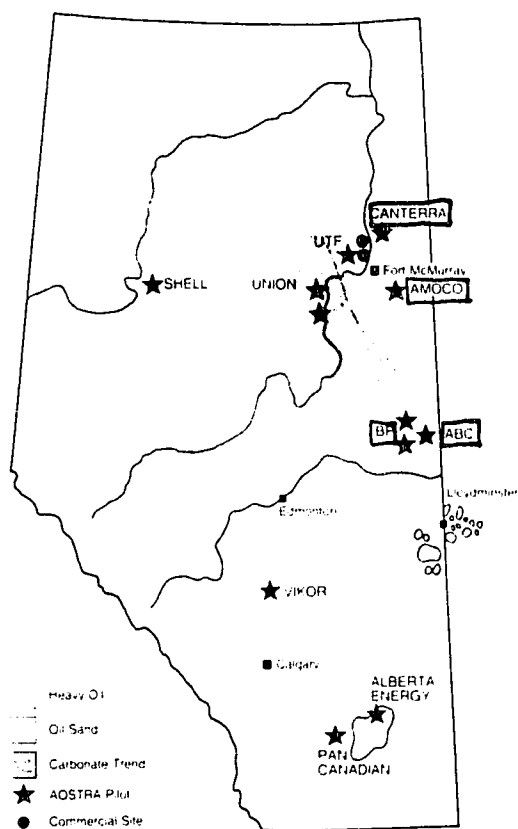 CANTERRA
UTF
Fort McMurray
SHELL
UNION
AMOCO
BP
ABC
Lloydminster
Edmonton
VIKOR
Calgary
ALBERTA
ENERGY
PAN
CANADIAN
Heavy Oil
Oil Sand
Carbonate Trend
AOSTRA Pilot
Commercial Site